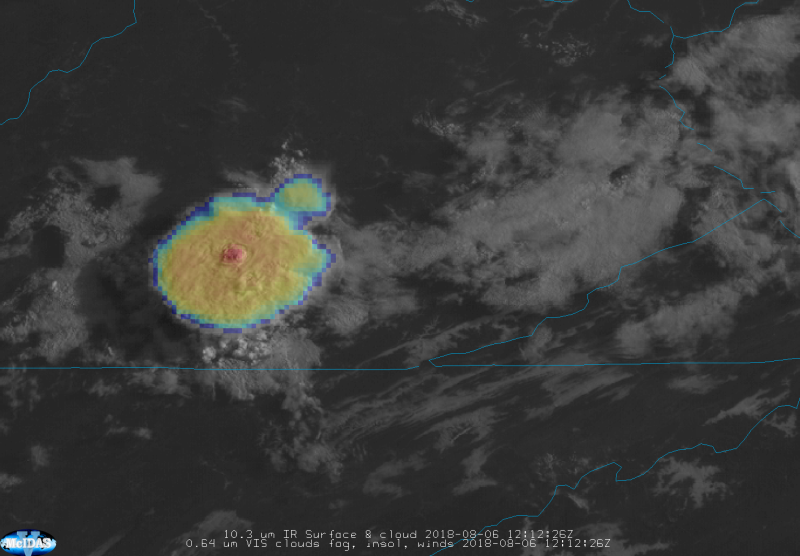 10.3 um IR Surface & cloud 2018-08-06 12:12:26Z
0.64 um VIS clouds fog, insol, winds 2018-08-06 12:12:26Z
McIDAS